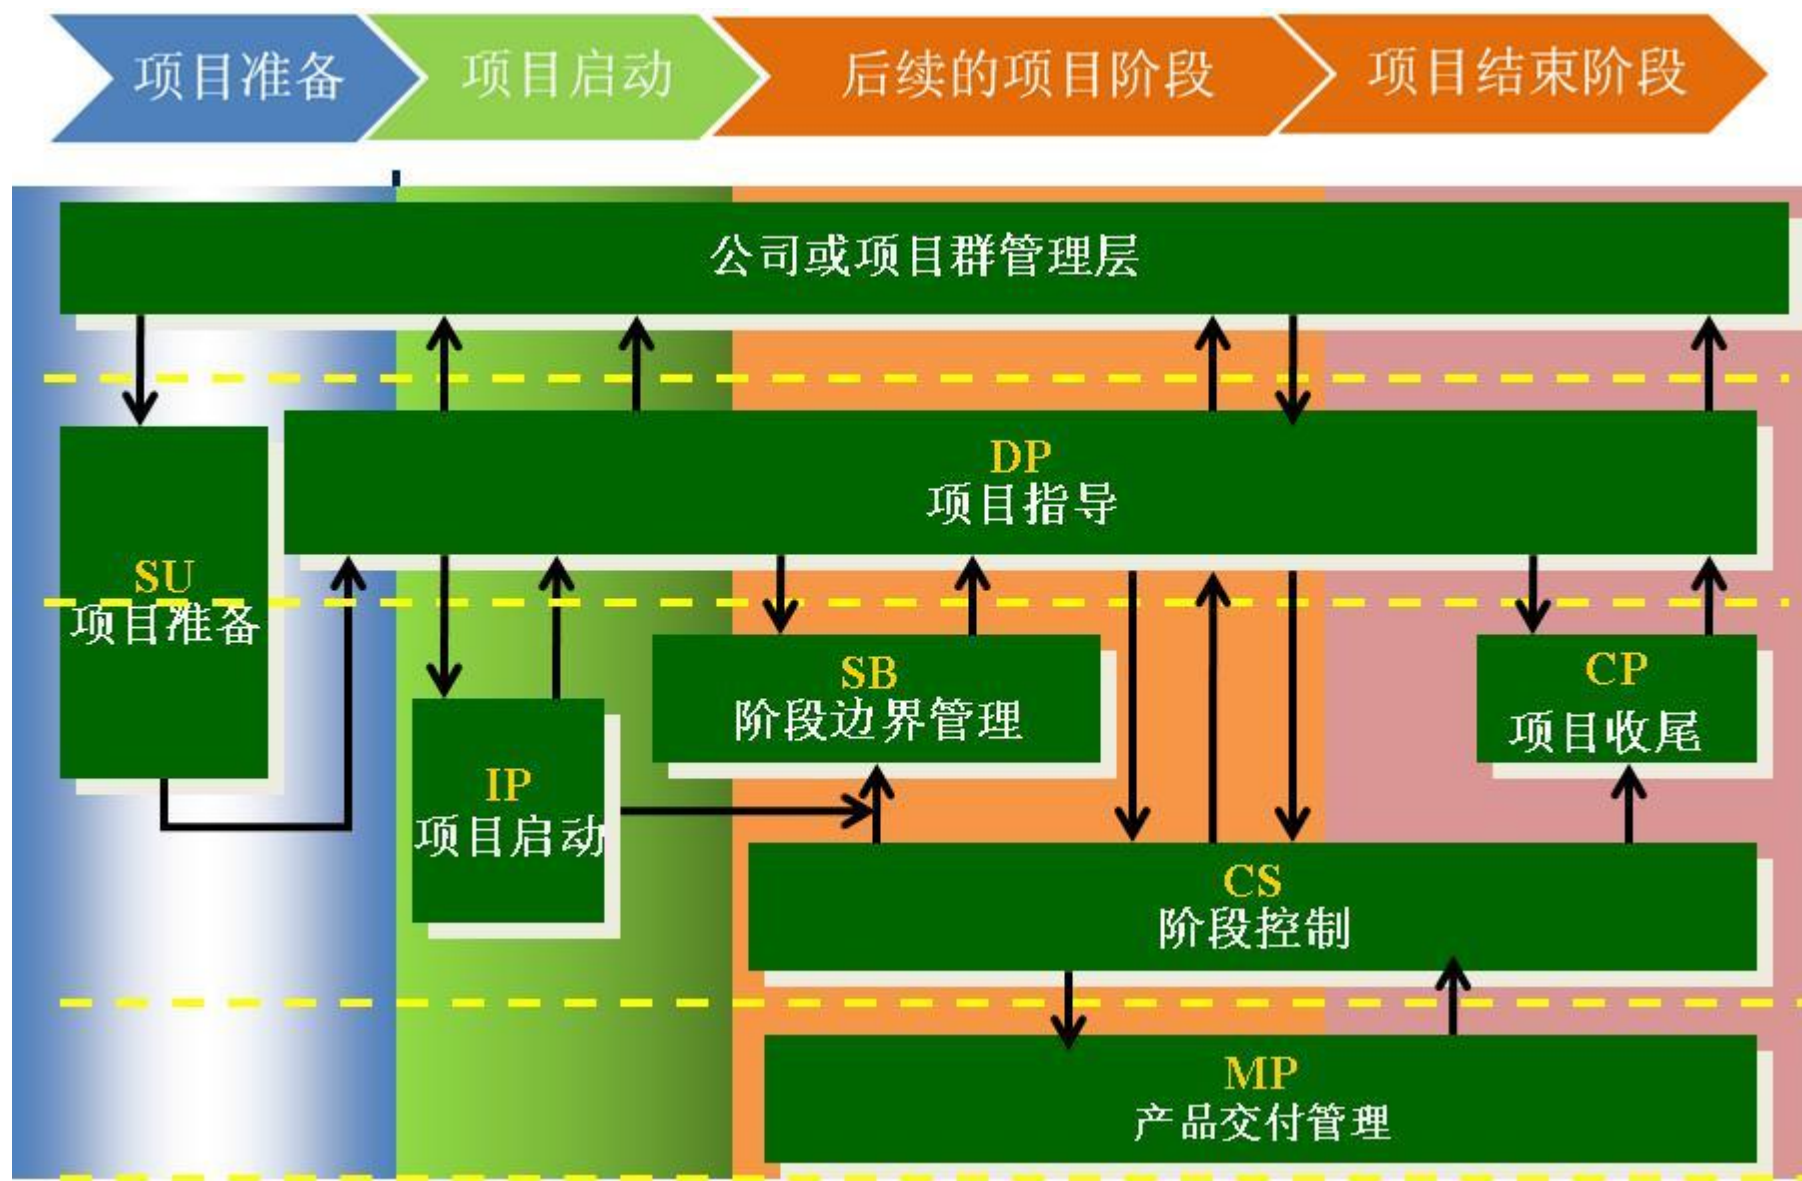 项目准备
项目启动
后续的项目阶段
项目结束阶段
公司或项目群管理层
DP
项目指导
SU
项目准备
SB
阶段边界管理
CP
项目收尾
IP
项目启动
CS
阶段控制
MP
产品交付管理